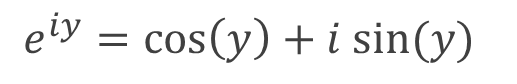 e^{iy} = cos(y) + i sin(y)